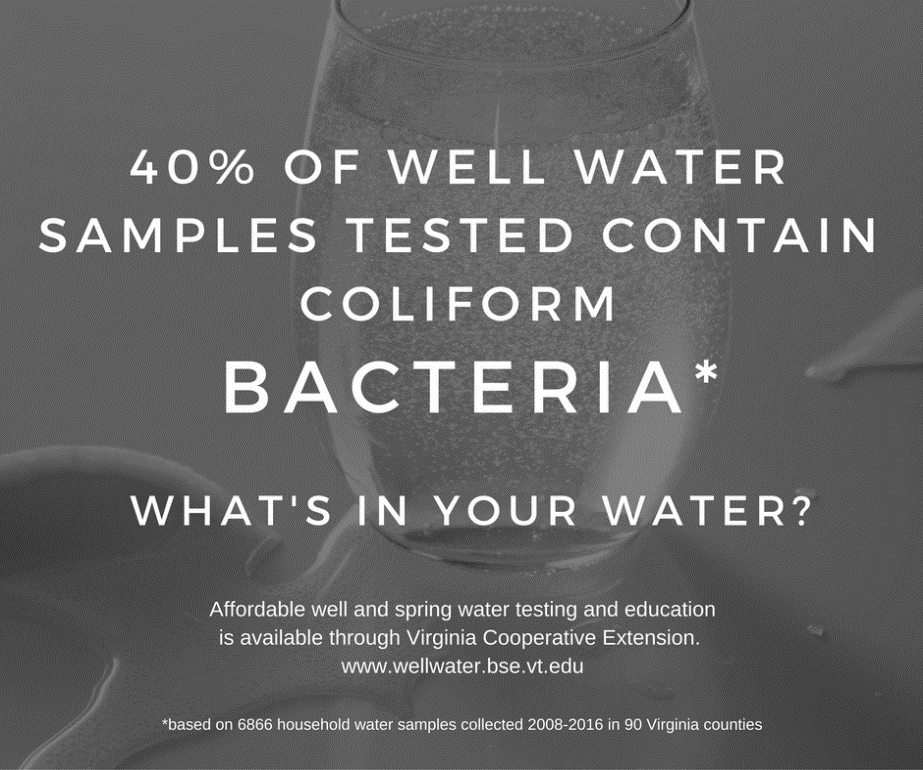 40% OF WELL WATER
SAMPLES TESTED CONTAIN
COLIFORM
BACTERIA*
WHAT'S IN YOUR WATER?
Affordable well and spring water testing and education
is available through Virginia Cooperative Extension.
www.wellwater.bse.vt.edu
*based on 6866 household water samples collected 2008-2016 in 90 Virginia counties